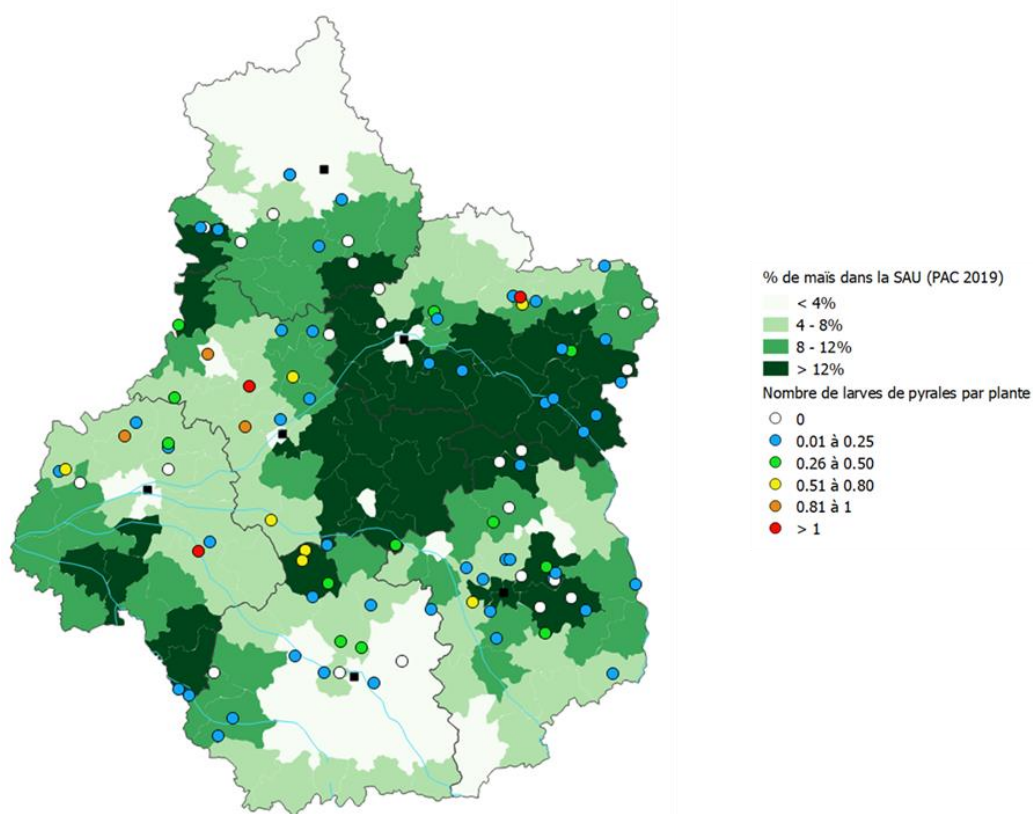 % de maïs dans la SAU (PAC 2019)
< 4%
4 - 8%
8 - 12%
> 12%
Nombre de larves de pyrales par plante
0
0.01 à 0.25
0.26 à 0.50
0.51 à 0.80
0.81 à 1
> 1